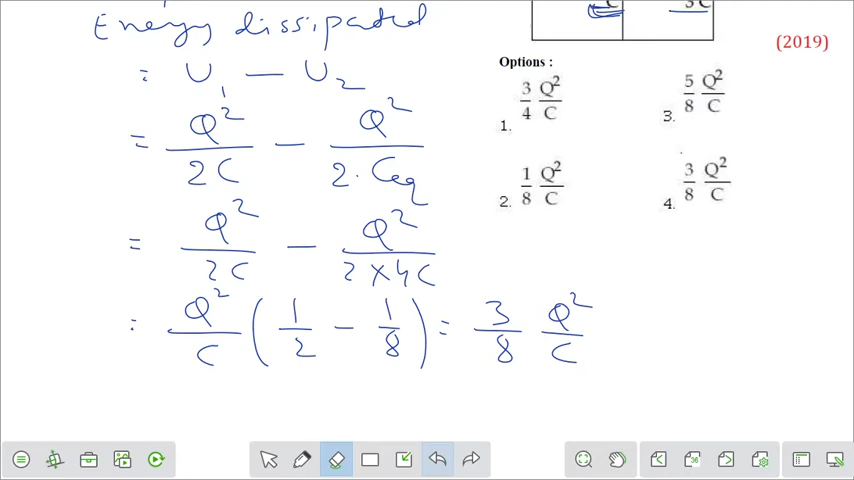 Energy dissipated
= U₁ — U₂
= Q²/2C − Q²/2.Ceq
= Q²/2C − Q²/2×4C
= Q²/C (1/2 − 1/8) = 3/8 Q²/C
C 3C
(2019)
Options :
1. 3/4 Q²/C
3. 5/8 Q²/C
2. 1/8 Q²/C
4. 3/8 Q²/C
36